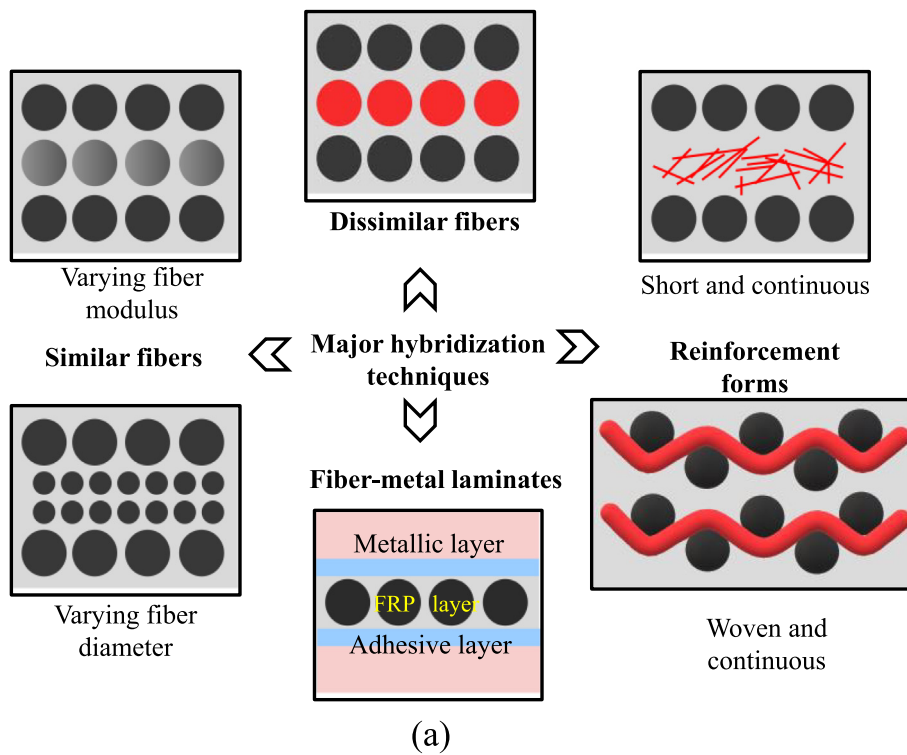 Dissimilar fibers
Varying fiber
modulus
Short and continuous
Similar fibers
Major hybridization
techniques
Reinforcement
forms
Fiber-metal laminates
Metallic layer
FRP layer
Adhesive layer
Varying fiber
diameter
Woven and
continuous
(a)